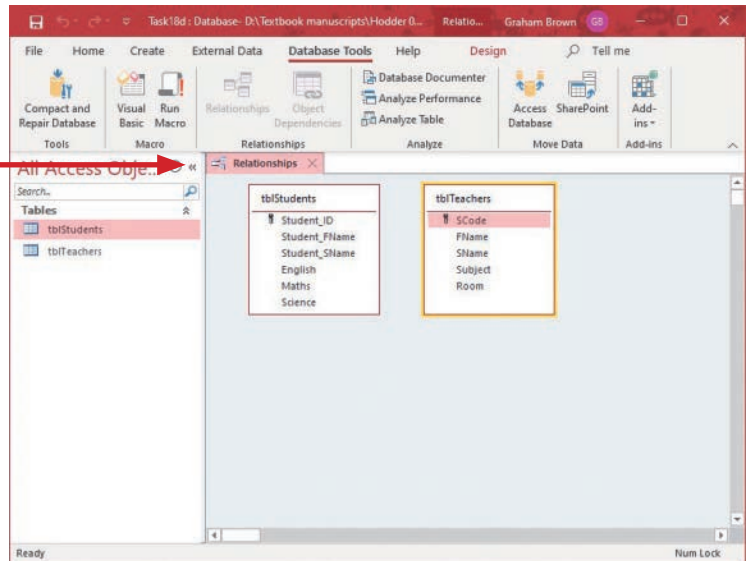 Task18d : Database- D:\Textbook manuscripts\Hodder 0... Relatio... Graham Brown GB
File Home Create External Data Database Tools Help Design Tell me
Compact and Repair Database
Visual Basic
Run Macro
Relationships
Object Dependencies
Database Documenter
Analyze Performance
Analyze Table
Access Database
SharePoint
Add-ins
Tools Macro Relationships Analyze Move Data Add-ins
All Access Obje...
Search..
Tables
tblStudents
tblTeachers
Relationships
tblStudents
Student_ID
Student_FName
Student_SName
English
Maths
Science
tblTeachers
SCode
FName
SName
Subject
Room
Ready Num Lock